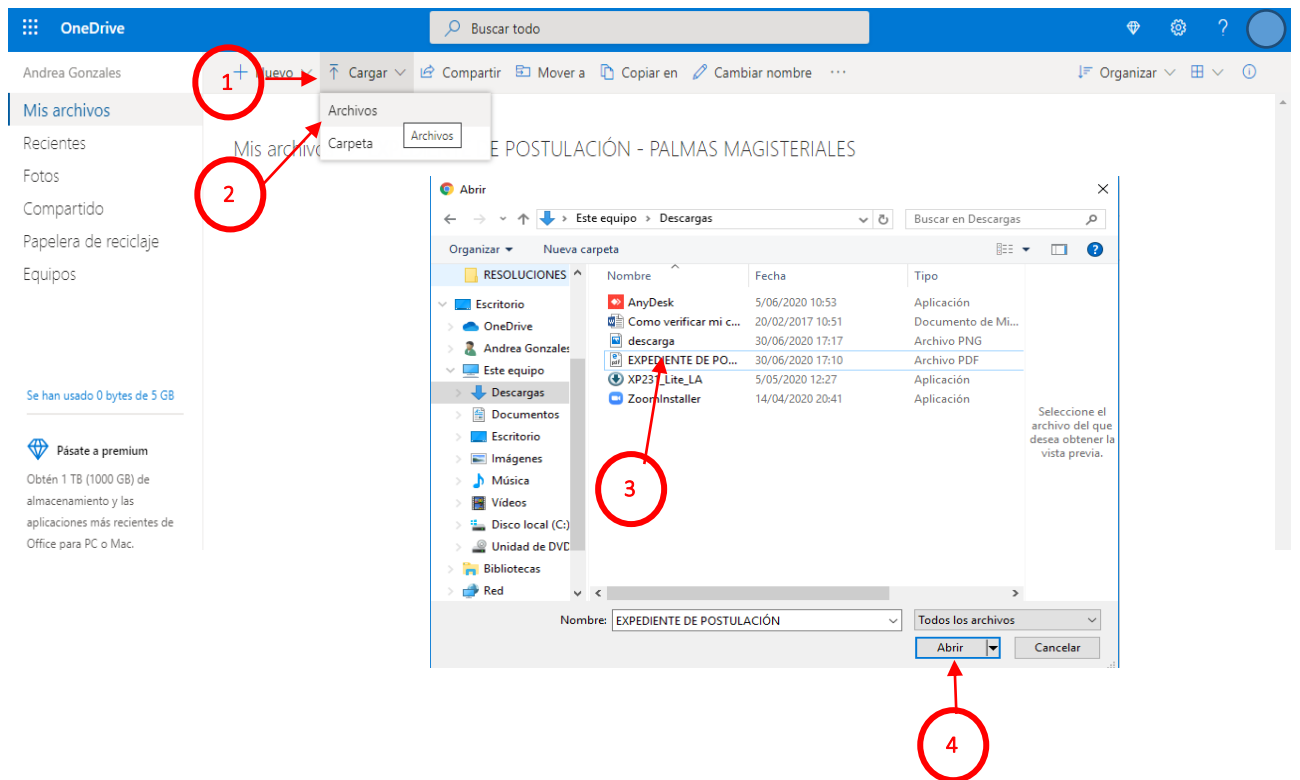 OneDrive
Buscar todo
?
Andrea Gonzales
Nuevo
Cargar
Compartir
Mover a
Copiar en
Cambiar nombre
...
Organizar
1
Mis archivos
Recientes
Fotos
Compartido
Papelera de reciclaje
Equipos
Archivos
Carpeta
Archivos
2
Mis archivo
E POSTULACIÓN - PALMAS MAGISTERIALES
Se han usado 0 bytes de 5 GB
Pásate a premium
Obtén 1 TB (1000 GB) de
almacenamiento y las
aplicaciones más recientes de
Office para PC o Mac.
Abrir
Este equipo > Descargas
Buscar en Descargas
Organizar
Nueva carpeta
?
RESOLUCIONES
Escritorio
OneDrive
Andrea Gonzales
Este equipo
Descargas
Documentos
Escritorio
Imágenes
Música
Vídeos
Disco local (C:)
Unidad de DVD
Bibliotecas
Red
Nombre Fecha Tipo
AnyDesk 5/06/2020 10:53 Aplicación
Como verificar mi c... 20/02/2017 10:51 Documento de Mi...
descarga 30/06/2020 17:17 Archivo PNG
EXPEDIENTE DE PO... 30/06/2020 17:10 Archivo PDF
XP231_Lite_LA 5/05/2020 12:27 Aplicación
ZoomInstaller 14/04/2020 20:41 Aplicación
Seleccione el
archivo del que
desea obtener la
vista previa.
3
Nombre: EXPEDIENTE DE POSTULACIÓN
Todos los archivos
Abrir
Cancelar
4